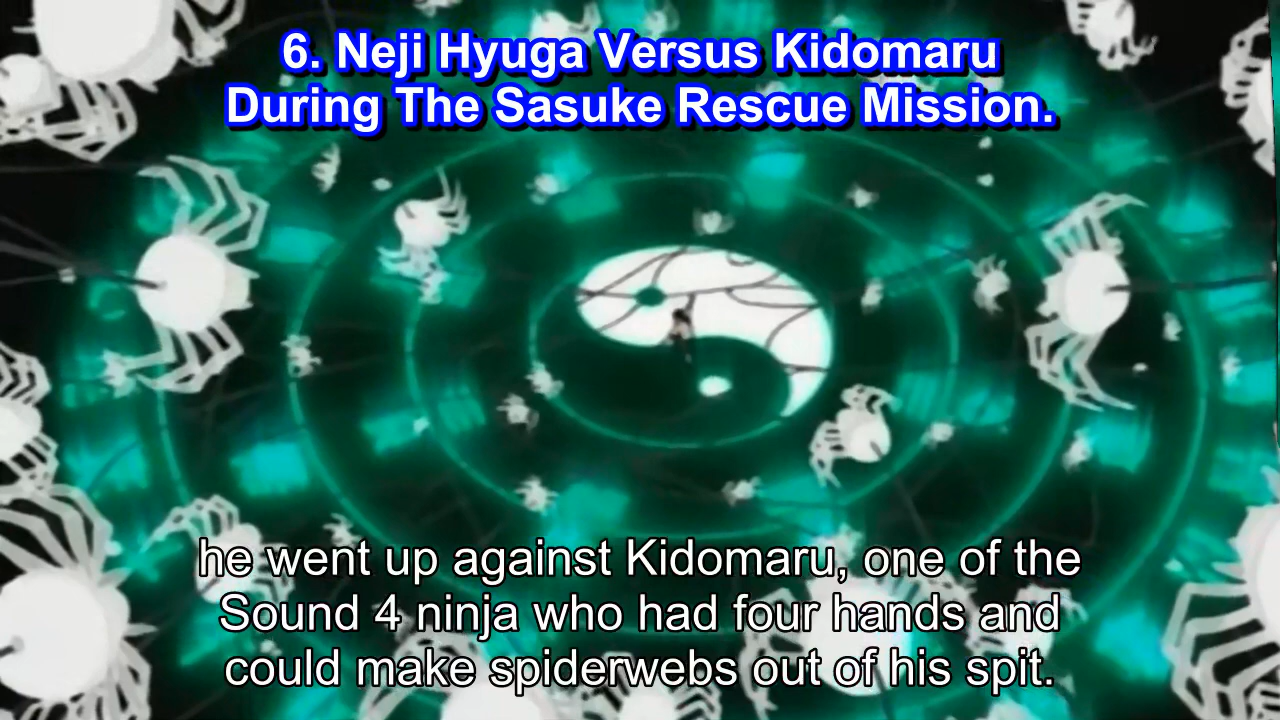 6. Neji Hyuga Versus Kidomaru
During The Sasuke Rescue Mission.
he went up against Kidomaru, one of the
Sound 4 ninja who had four hands and
could make spiderwebs out of his spit.